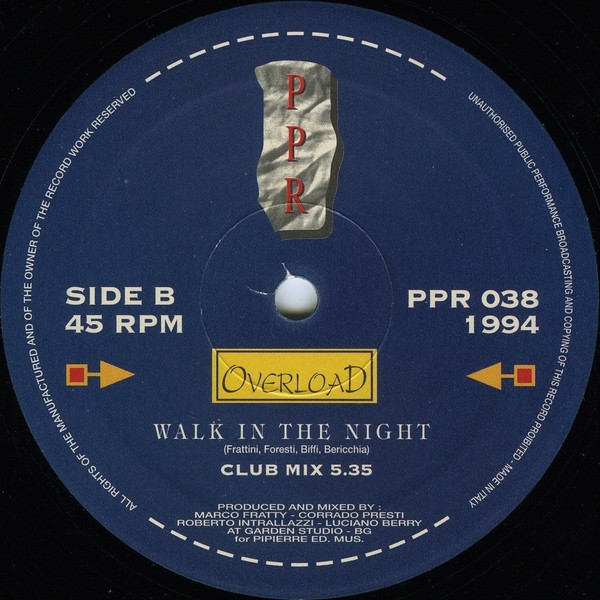 ALL RIGHTS OF THE MANUFACTURED AND OF THE OWNER OF THE RECORD WORK RESERVED
UNAUTHORISED PUBLIC PERFORMANCE BROADCASTING AND COPYING OF THIS RECORD PROIBITED - MADE IN ITALY
P
P
R
SIDE B
45 RPM
PPR 038
1994
OVERLOAD
WALK IN THE NIGHT
(Frattini, Foresti, Biffi, Bericchia)
CLUB MIX 5.35
PRODUCED AND MIXED BY :
MARCO FRATTY - CORRADO PRESTI
ROBERTO INTRALLAZZI - LUCIANO BERRY
AT GARDEN STUDIO - BG
for PIPIERRE ED. MUS.